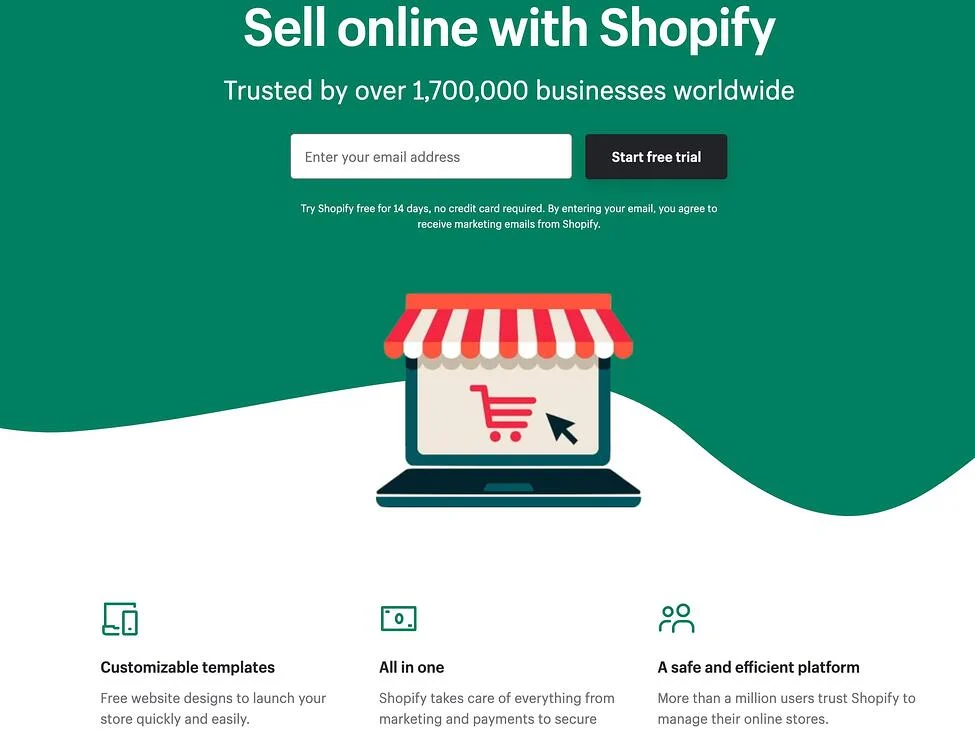 Sell online with Shopify
Trusted by over 1,700,000 businesses worldwide
Enter your email address
Start free trial
Try Shopify free for 14 days, no credit card required. By entering your email, you agree to
receive marketing emails from Shopify.
Customizable templates
Free website designs to launch your
store quickly and easily.
All in one
Shopify takes care of everything from
marketing and payments to secure
A safe and efficient platform
More than a million users trust Shopify to
manage their online stores.